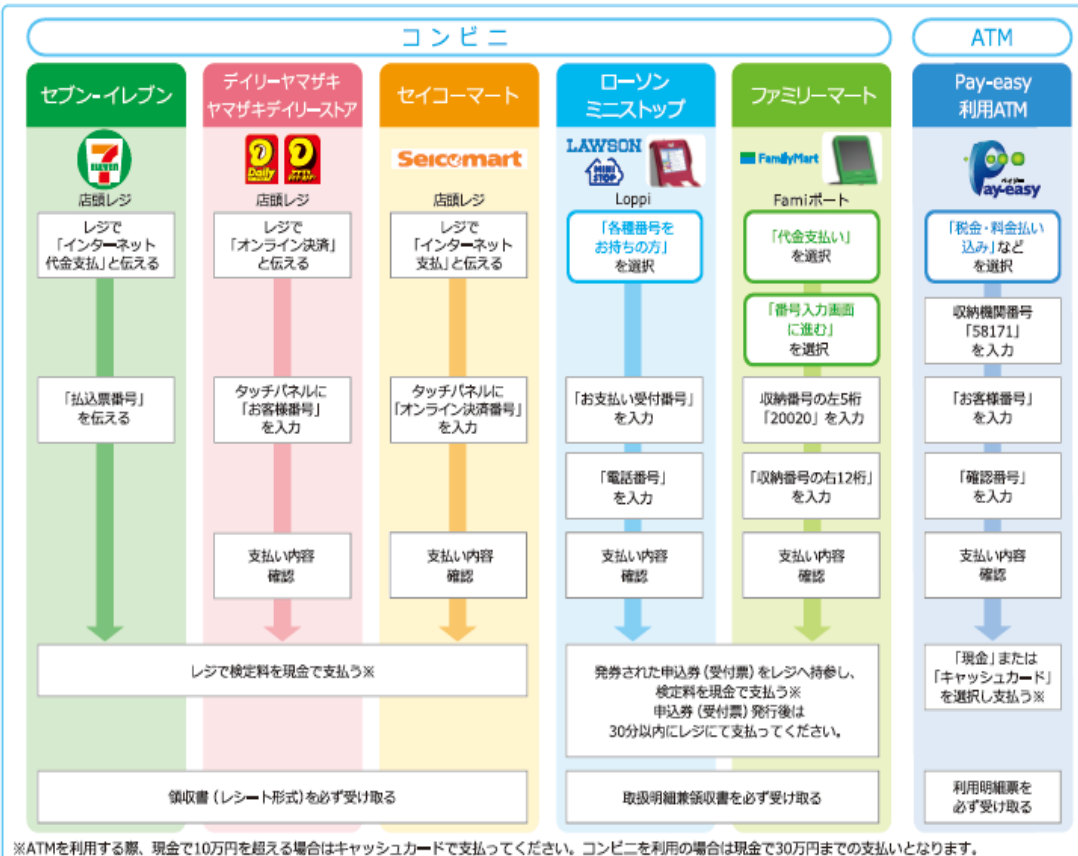 コンビニ
ATM
セブン-イレブン
デイリーヤマザキ
ヤマザキデイリーストア
セイコーマート
ローソン
ミニストップ
ファミリーマート
Pay-easy
利用ATM
7
ELEVEN
Daily
Seicomart
LAWSON
MINI
STOP
FamilyMart
Pay-easy
店頭レジ
店頭レジ
店頭レジ
Loppi
Famiポート
レジで
「インターネット
代金支払」と伝える
レジで
「オンライン決済」
と伝える
レジで
「インターネット
支払」と伝える
「各種番号を
お持ちの方」
を選択
「代金支払い」
を選択
「税金・料金払い
込み」など
を選択
「番号入力画面
に進む」
を選択
収納機関番号
「58171」
を入力
「払込票番号」
を伝える
タッチパネルに
「お客様番号」
を入力
タッチパネルに
「オンライン決済番号」
を入力
「お支払い受付番号」
を入力
収納番号の左5桁
「20020」を入力
「お客様番号」
を入力
「電話番号」
を入力
「収納番号の右12桁」
を入力
「確認番号」
を入力
支払い内容
確認
支払い内容
確認
支払い内容
確認
支払い内容
確認
支払い内容
確認
レジで検定料を現金で支払う※
発券された申込券(受付票)をレジへ持参し、
検定料を現金で支払う※
申込券(受付票)発行後は
30分以内にレジにて支払ってください。
「現金」または
「キャッシュカード」
を選択し支払う※
領収書(レシート形式)を必ず受け取る
取扱明細兼領収書を必ず受け取る
利用明細票を
必ず受け取る
※ATMを利用する際、現金で10万円を超える場合はキャッシュカードで支払ってください。コンビニを利用の場合は現金で30万円までの支払いとなります。